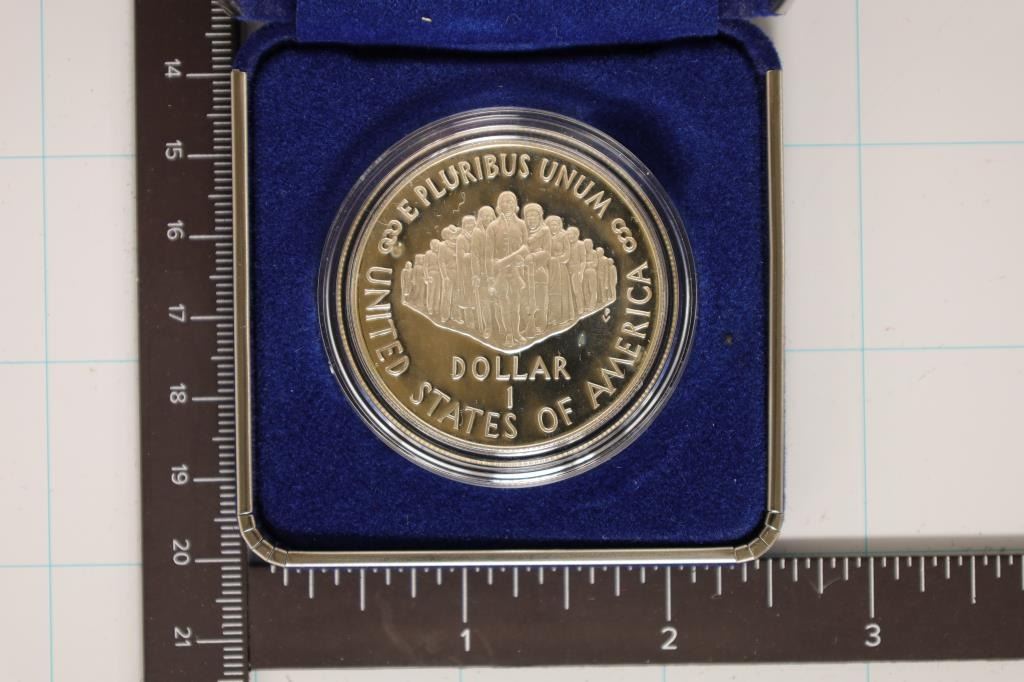 E PLURIBUS UNUM
UNITED STATES OF AMERICA
DOLLAR
1
14
15
16
17
18
19
20
21
1 2 3